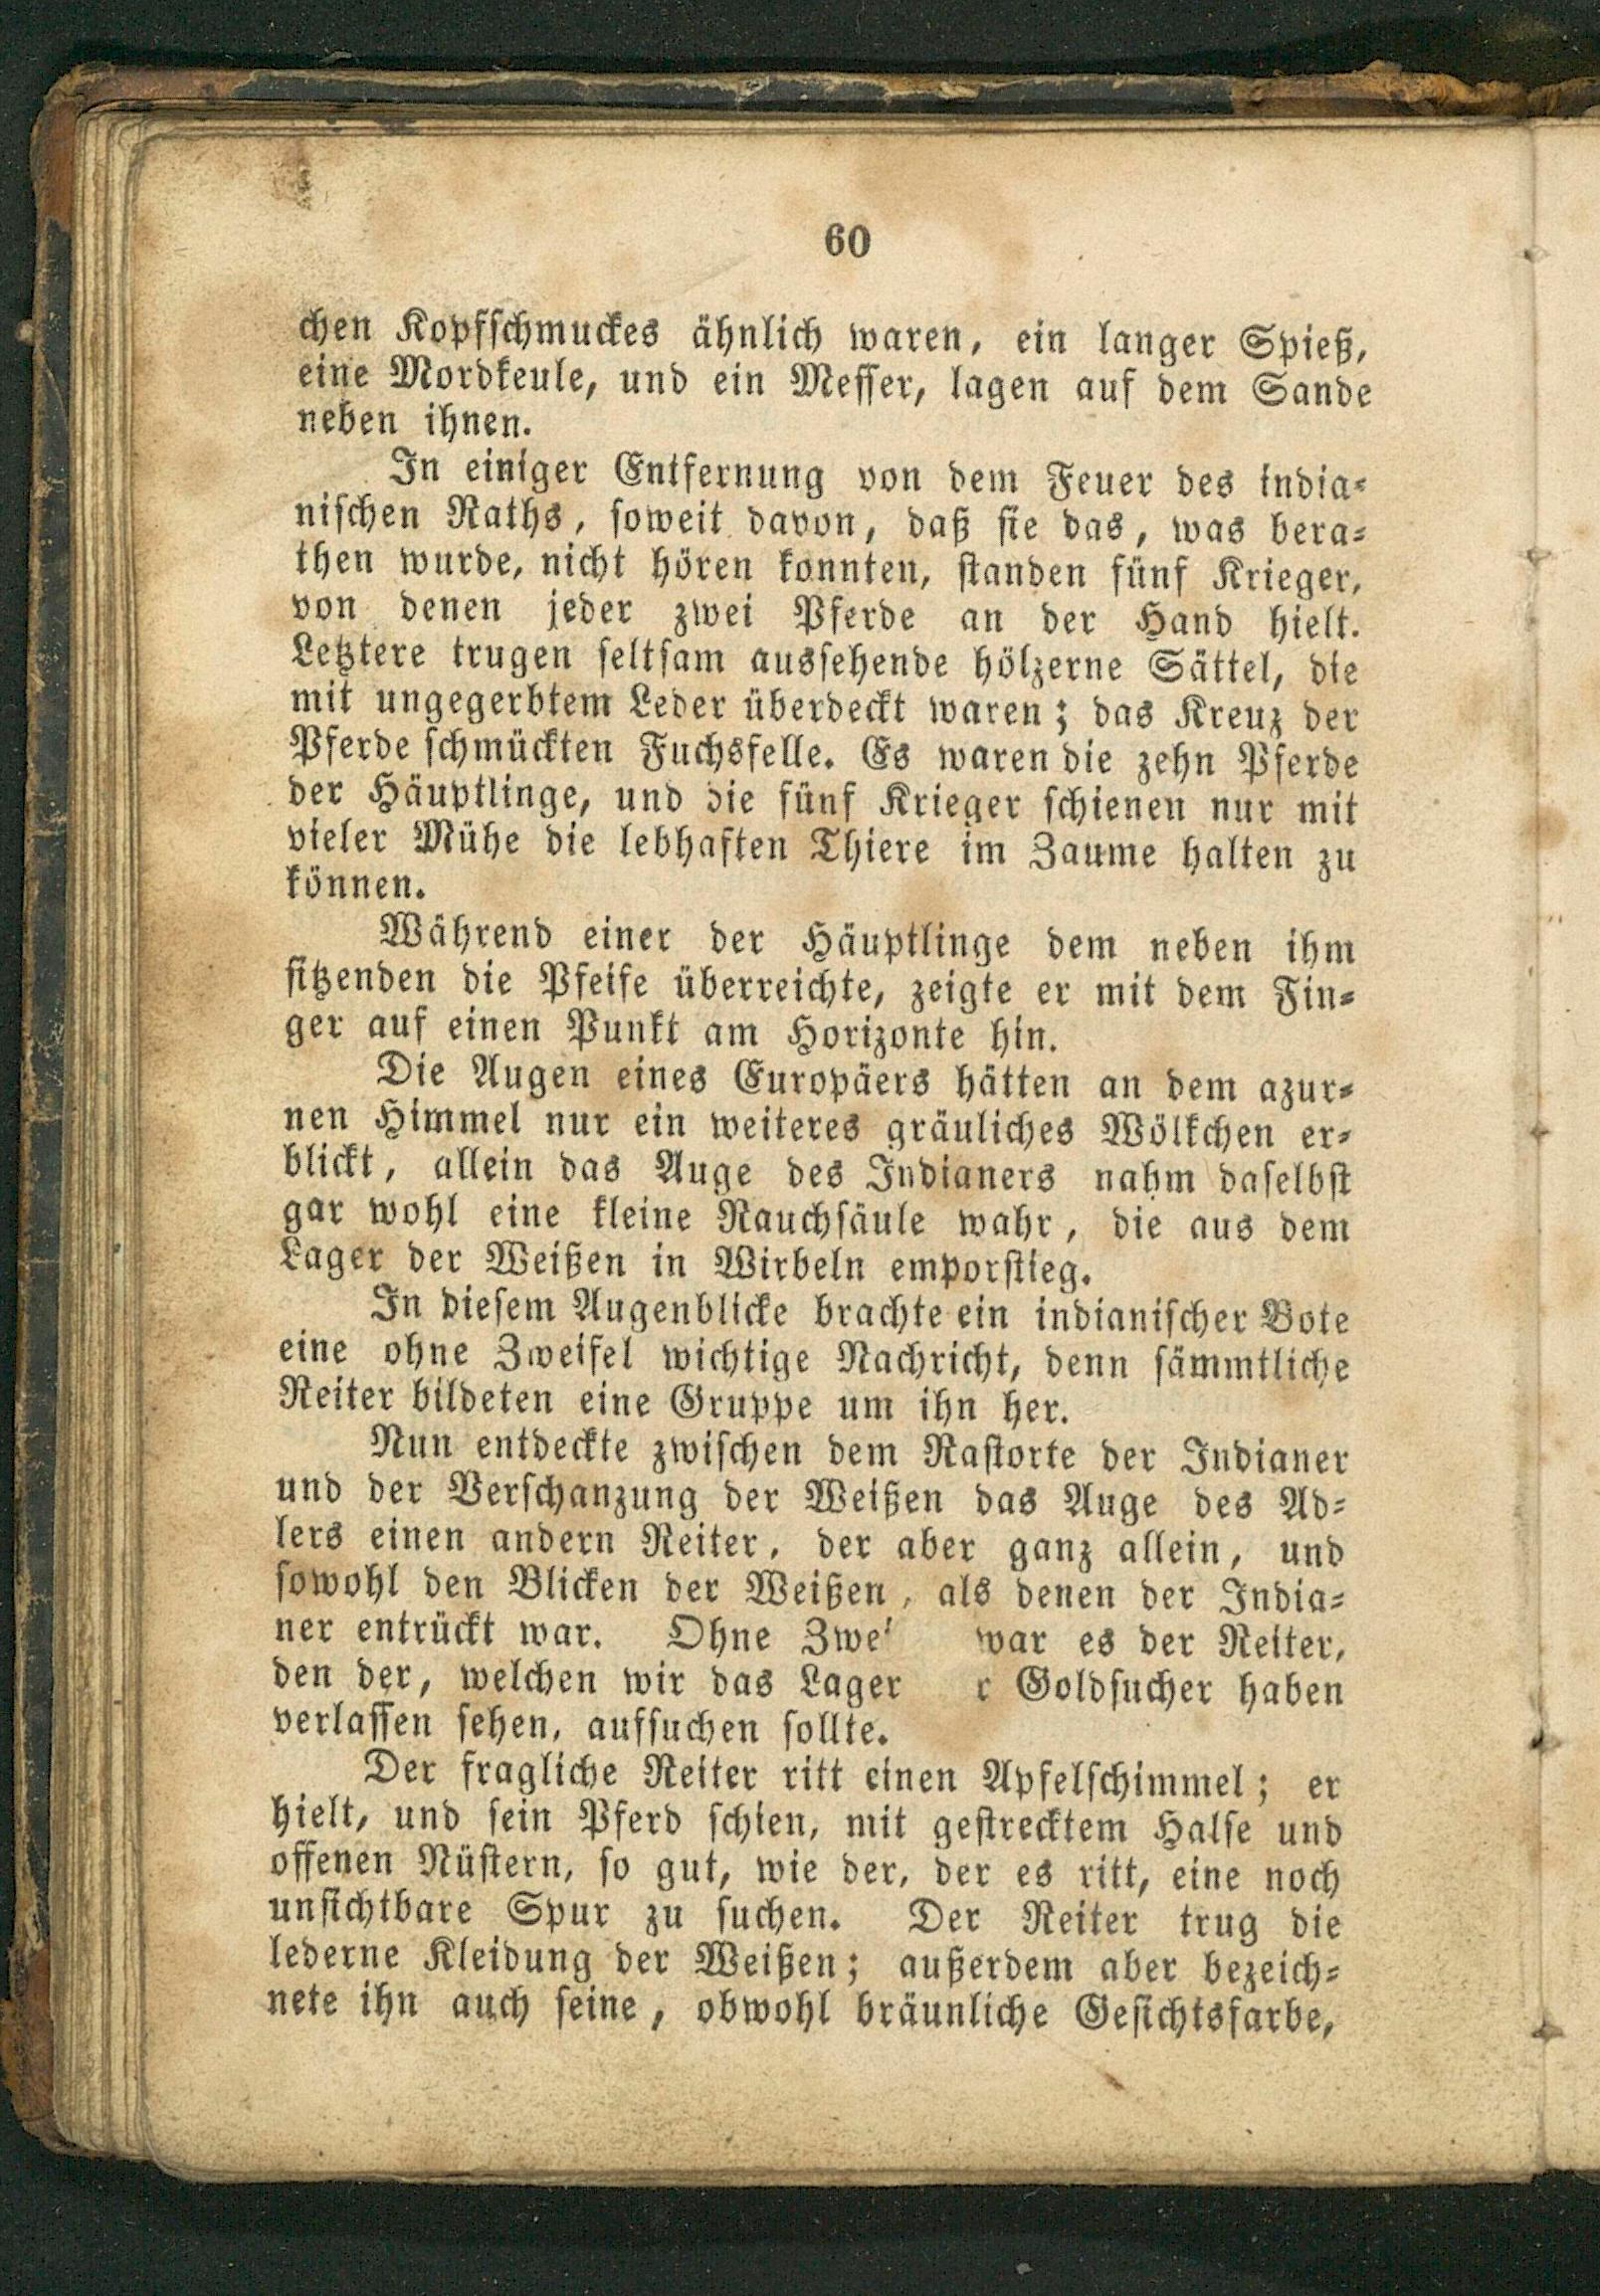 60
chen Kopfschmuckes ähnlich waren, ein langer Spieß,
eine Mordkeule, und ein Messer, lagen auf dem Sande
neben ihnen.
In einiger Entfernung von dem Feuer des india-
nischen Raths, soweit davon, daß sie das, was bera-
then wurde, nicht hören konnten, standen fünf Krieger,
von denen jeder zwei Pferde an der Hand hielt.
Letztere trugen seltsam aussehende hölzerne Sättel, die
mit ungegerbtem Leder überdeckt waren; das Kreuz der
Pferde schmückten Fuchsfelle. Es waren die zehn Pferde
der Häuptlinge, und die fünf Krieger schienen nur mit
vieler Mühe die lebhaften Thiere im Zaume halten zu
können.
Während einer der Häuptlinge dem neben ihm
sitzenden die Pfeife überreichte, zeigte er mit dem Fin-
ger auf einen Punkt am Horizonte hin.
Die Augen eines Europäers hätten an dem azur-
nen Himmel nur ein weiteres gräuliches Wölkchen er-
blickt, allein das Auge des Indianers nahm daselbst
gar wohl eine kleine Rauchsäule wahr, die aus dem
Lager der Weißen in Wirbeln emporstieg.
In diesem Augenblicke brachte ein indianischer Bote
eine ohne Zweifel wichtige Nachricht, denn sämmtliche
Reiter bildeten eine Gruppe um ihn her.
Nun entdeckte zwischen dem Rastorte der Indianer
und der Verschanzung der Weißen das Auge des Ad-
lers einen andern Reiter, der aber ganz allein, und
sowohl den Blicken der Weißen, als denen der India-
ner entrückt war. Ohne war es der Reiter,
den der, welchen wir das Lager Goldsucher haben
verlassen sehen, aufsuchen sollte.
Der fragliche Reiter ritt einen Apfelschimmel; er
hielt, und sein Pferd schien, mit gestrecktem Halse und
offenen Nüstern, so gut, wie der, der es ritt, eine noch
unsichtbare Spur zu suchen. Der Reiter trug die
lederne Kleidung der Weißen; außerdem aber bezeich-
nete ihn auch seine, obwohl bräunliche Gesichtsfarbe,